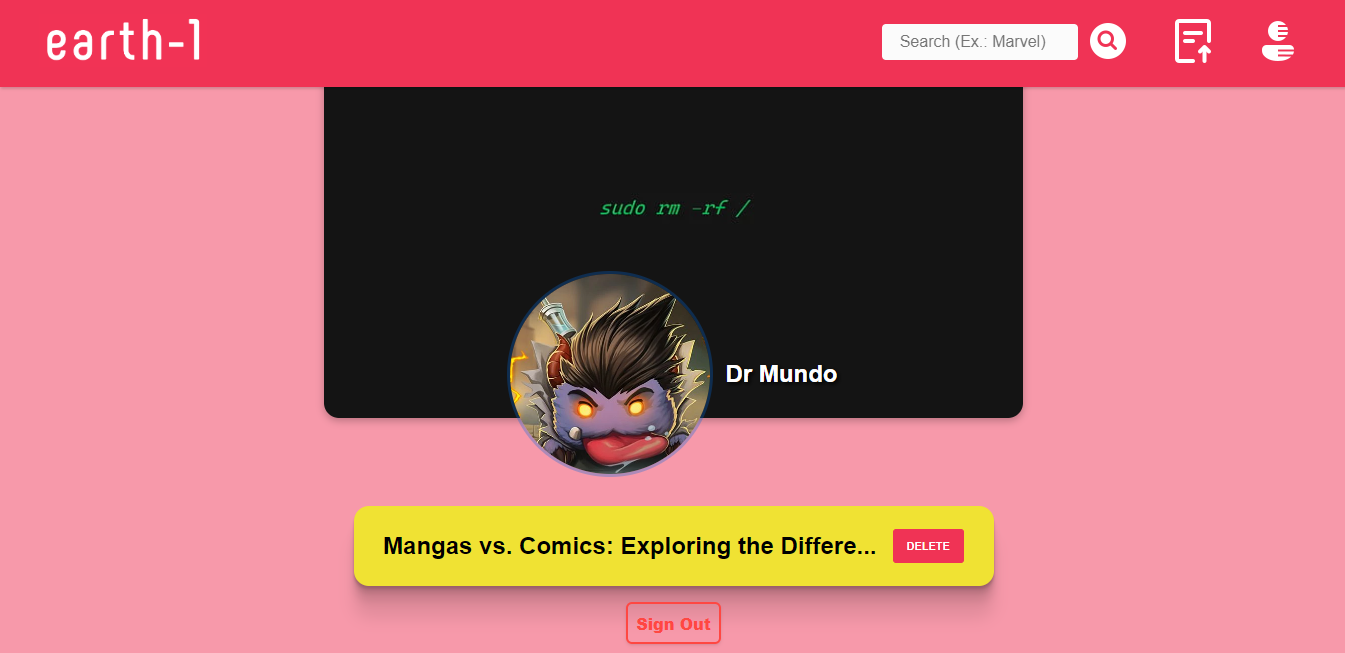 earth-1
Search (Ex.: Marvel)
sudo rm -rf /
Dr Mundo
Mangas vs. Comics: Exploring the Differe...
DELETE
Sign Out